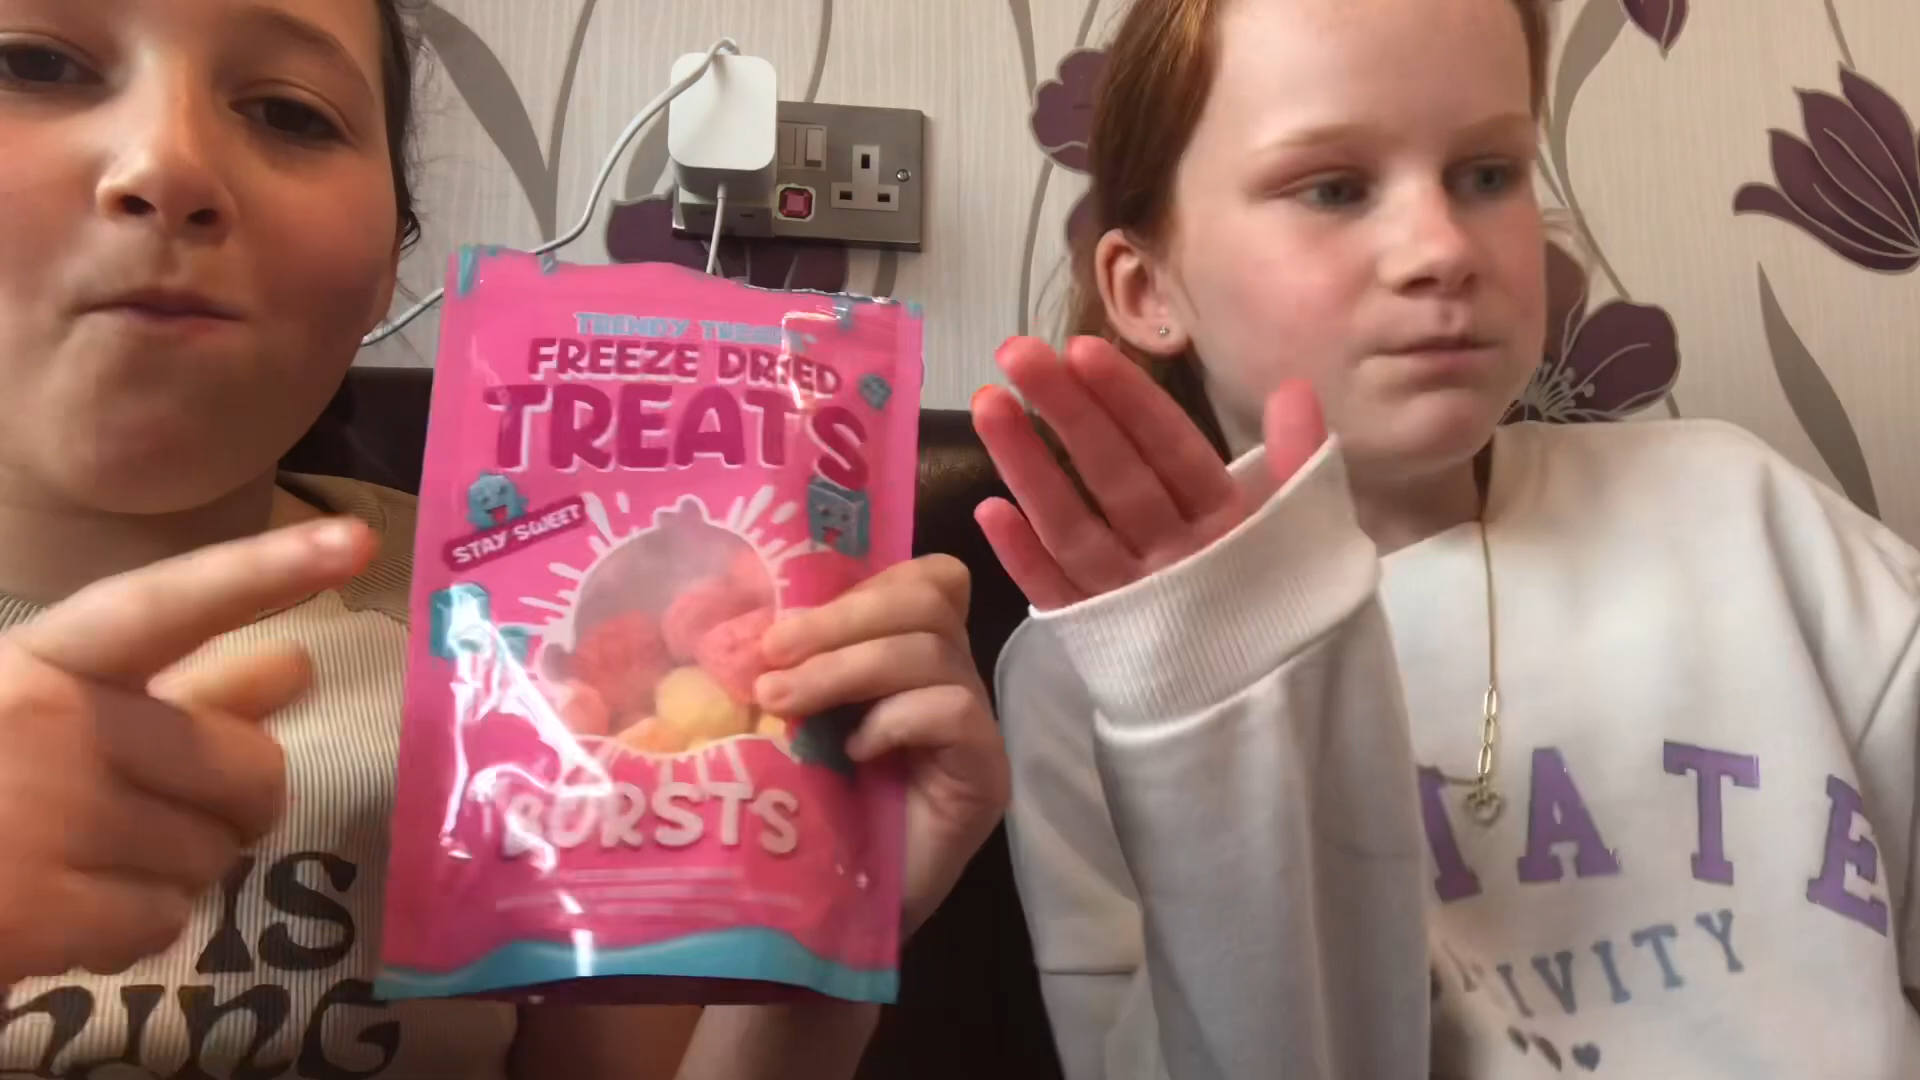 TRENDY TREATS
FREEZE DRIED
TREATS
STAY SWEET
BURSTS
IS
ATE
IVITY